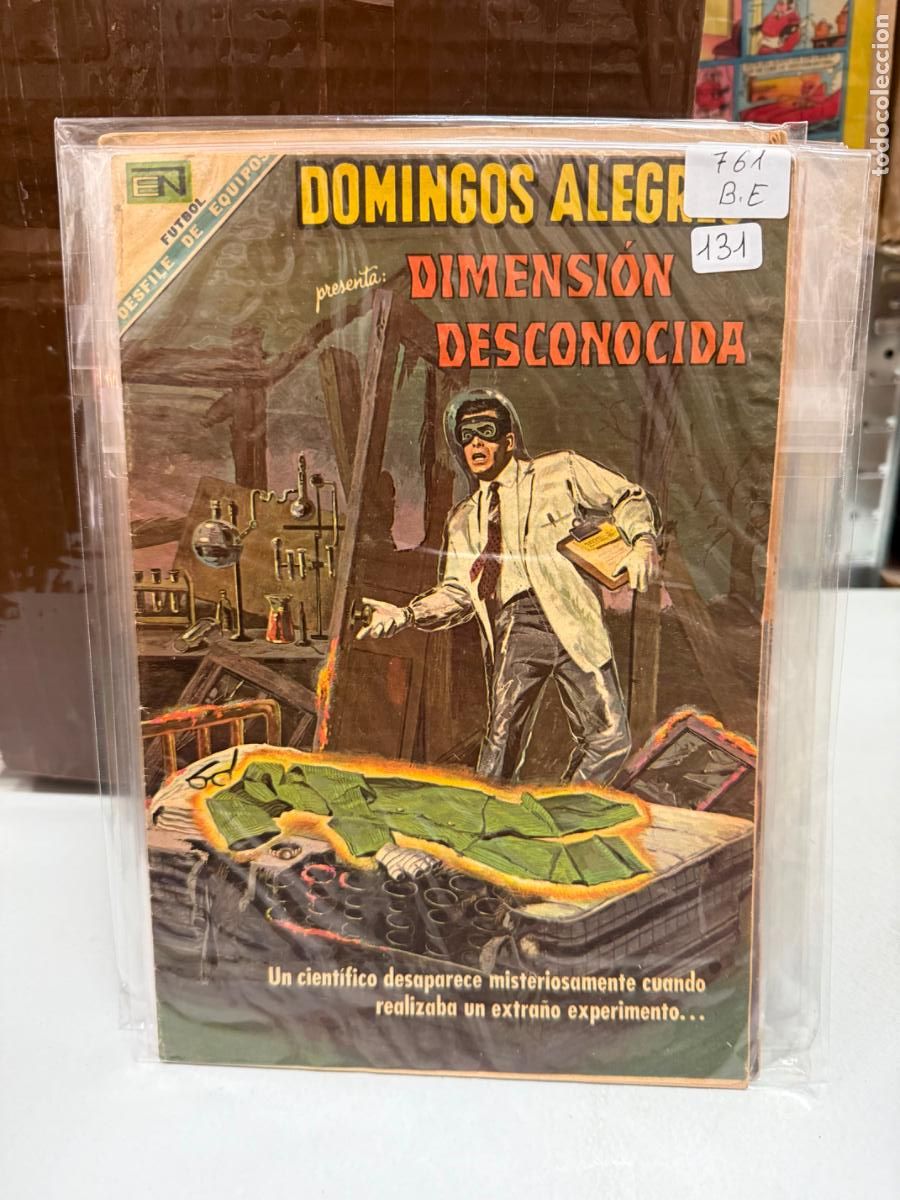 EN
FUTBOL
DESFILE DE EQUIPOS
DOMINGOS
761
B.E
131
presenta:
DIMENSIÓN
DESCONOCIDA
Un científico desaparece misteriosamente cuando
realizaba un extraño experimento...
todocoleccion